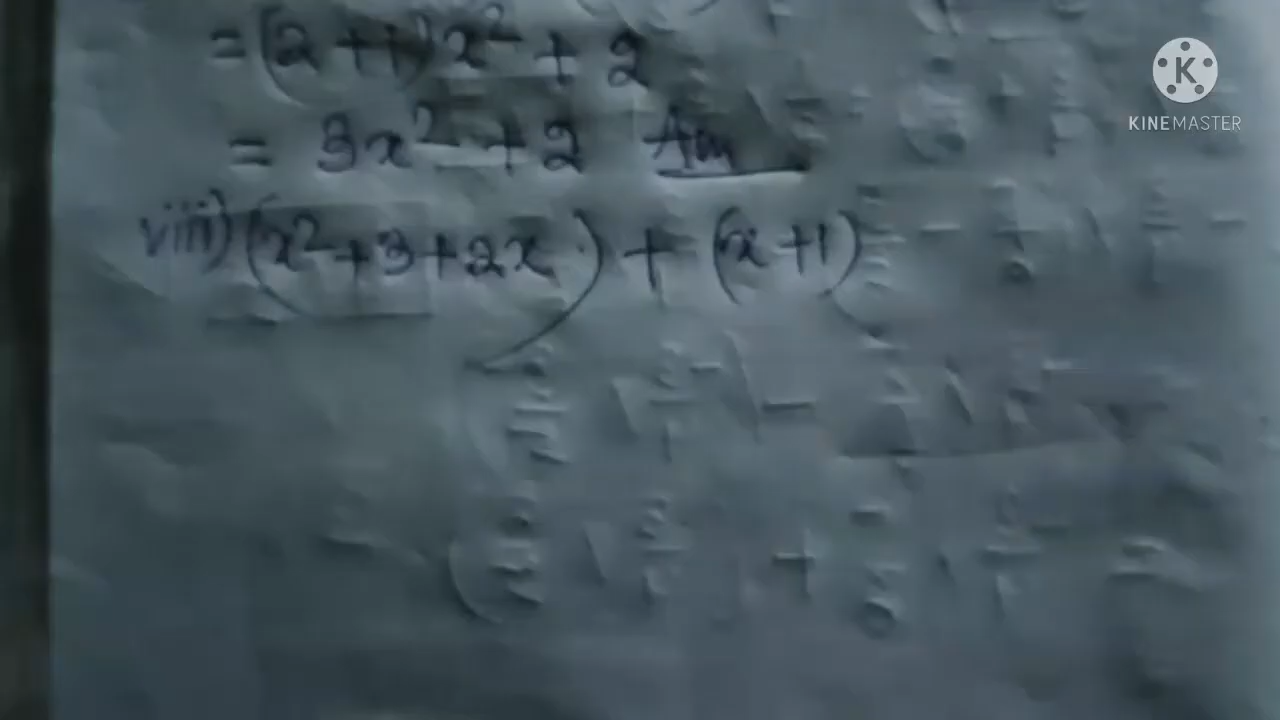 = (2+1)x² + 2
= 3x² + 2 Ans
viii) (x²+3+2x) + (x+1)
K
KINEMASTER